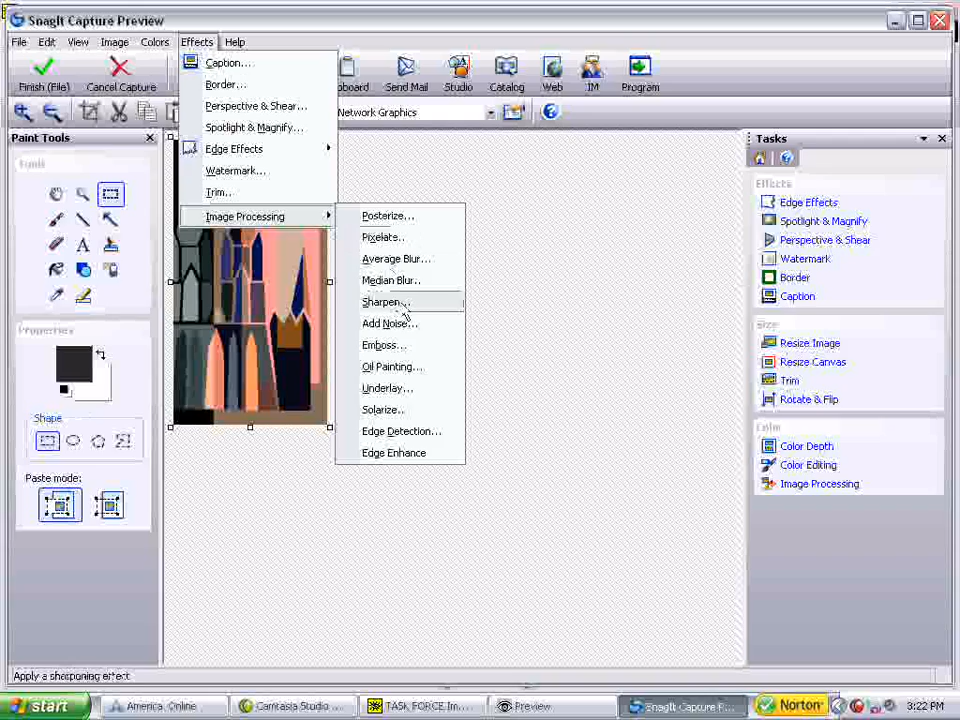 SnagIt Capture Preview
File Edit View Image Colors Effects Help
Finish (File) Cancel Capture Send Mail Studio Catalog Web IM Program
Network Graphics
Paint Tools
Tools
Properties
Shape
Paste mode:
Caption...
Border...
Perspective & Shear...
Spotlight & Magnify...
Edge Effects
Watermark...
Trim...
Image Processing
Posterize...
Pixelate...
Average Blur...
Median Blur...
Sharpen...
Add Noise...
Emboss...
Oil Painting...
Underlay...
Solarize...
Edge Detection...
Edge Enhance
Tasks
Effects
Edge Effects
Spotlight & Magnify
Perspective & Shear
Watermark
Border
Caption
Size
Resize Image
Resize Canvas
Trim
Rotate & Flip
Color
Color Depth
Color Editing
Image Processing
Apply a sharpening effect
start America Online Camtasia Studio ... TASK FORCE Im... Preview SnagIt Capture P... Norton 3:22 PM